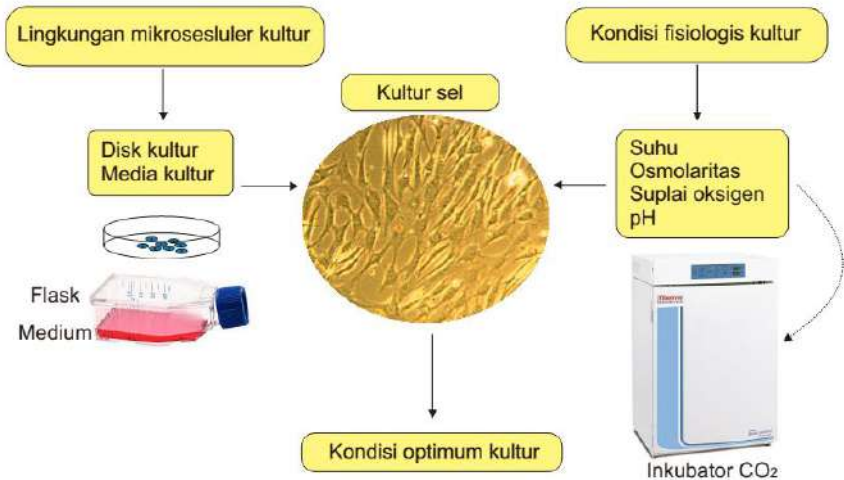 Lingkungan mikrosesluler kultur
Kondisi fisiologis kultur
Kultur sel
Disk kultur
Media kultur
Suhu
Osmolaritas
Suplai oksigen
pH
Flask
Medium
Kondisi optimum kultur
Inkubator CO₂